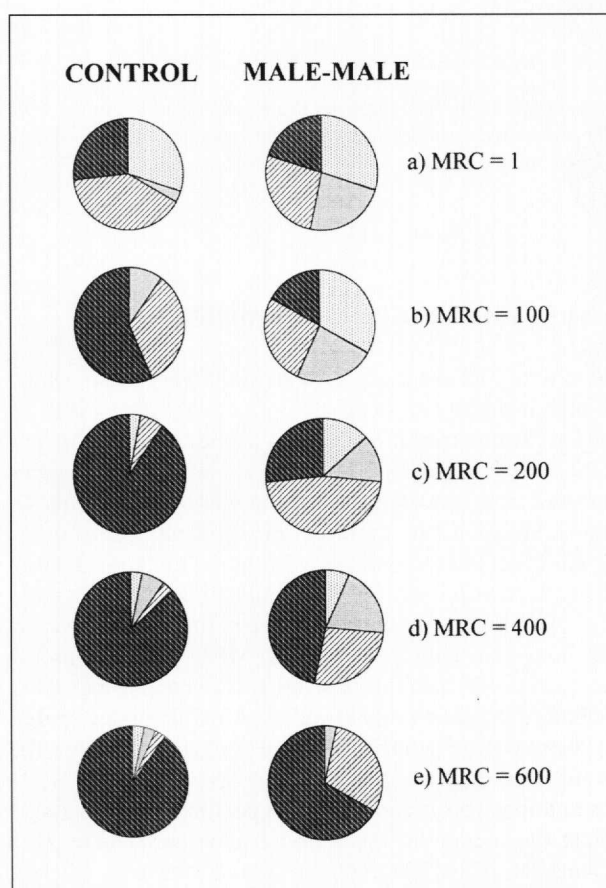 CONTROL MALE-MALE
a) MRC = 1
b) MRC = 100
c) MRC = 200
d) MRC = 400
e) MRC = 600